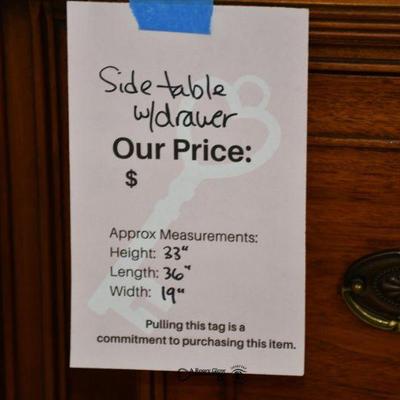 Side table
w/drawer
Our Price:
$
Approx Measurements:
Height: 33"
Length: 36"
Width: 19"
Pulling this tag is a
commitment to purchasing this item.